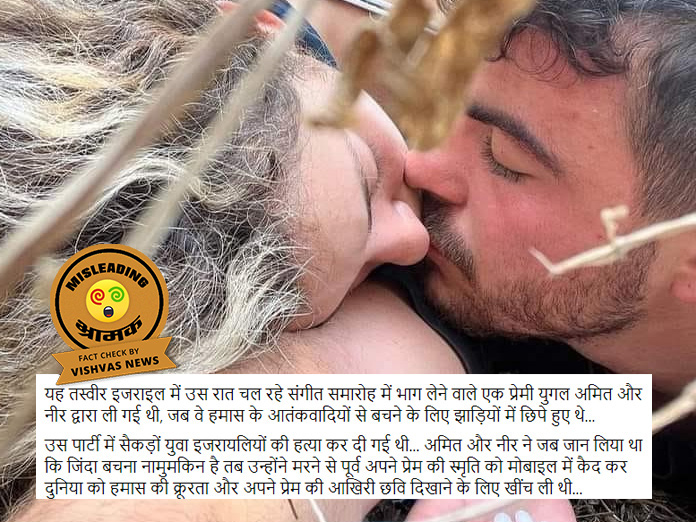 MISLEADING
भ्रामक
FACT CHECK BY
VISHVAS NEWS
यह तस्वीर इजराइल में उस रात चल रहे संगीत समारोह में भाग लेने वाले एक प्रेमी युगल अमित और
नीर द्वारा ली गई थी, जब वे हमास के आतंकवादियों से बचने के लिए झाड़ियों में छिपे हुए थे...
उस पार्टी में सैकड़ों युवा इजरायलियों की हत्या कर दी गई थी... अमित और नीर ने जब जान लिया था
कि जिंदा बचना नामुमकिन है तब उन्होंने मरने से पूर्व अपने प्रेम की स्मृति को मोबाइल में कैद कर
दुनिया को हमास की क्रूरता और अपने प्रेम की आखिरी छवि दिखाने के लिए खींच ली थी...